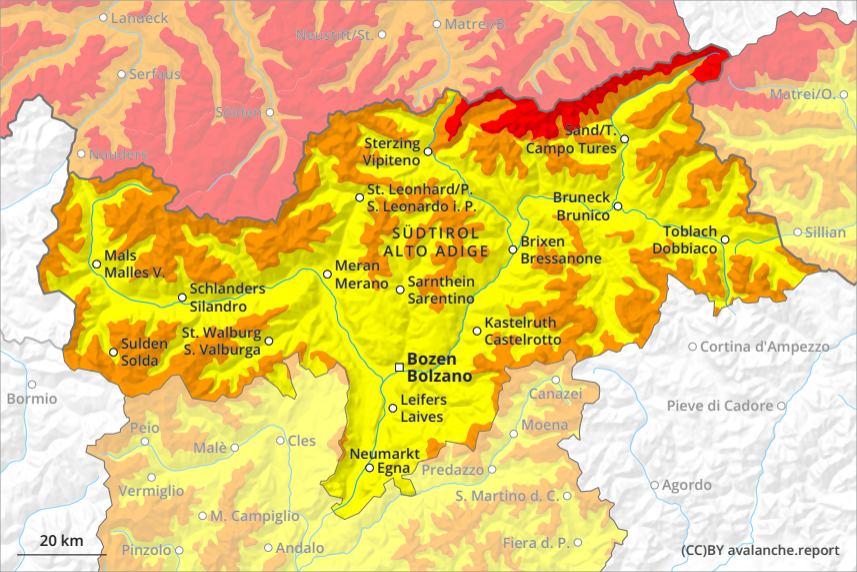 Landeck
Matrei/B.
Neustift/St.
Serfaus
Sölden
Matrei/O.
Nauders
Sterzing
Vipiteno
Sand/T.
Campo Tures
St. Leonhard/P.
S. Leonardo i. P.
Bruneck
Brunico
SÜDTIROL
ALTO ADIGE
Brixen
Bressanone
Toblach
Dobbiaco
Sillian
Mals
Malles V.
Meran
Merano
Sarnthein
Sarentino
Schlanders
Silandro
Kastelruth
Castelrotto
St. Walburg
S. Valburga
Sulden
Solda
Cortina d'Ampezzo
Bozen
Bolzano
Bormio
Leifers
Laives
Canazei
Pieve di Cadore
Peio
Malè
Cles
Moena
Neumarkt
Egna
Predazzo
Vermiglio
Agordo
S. Martino d. C.
M. Campiglio
20 km
Pinzolo
Andalo
Fiera d. P.
(CC)BY avalanche.report